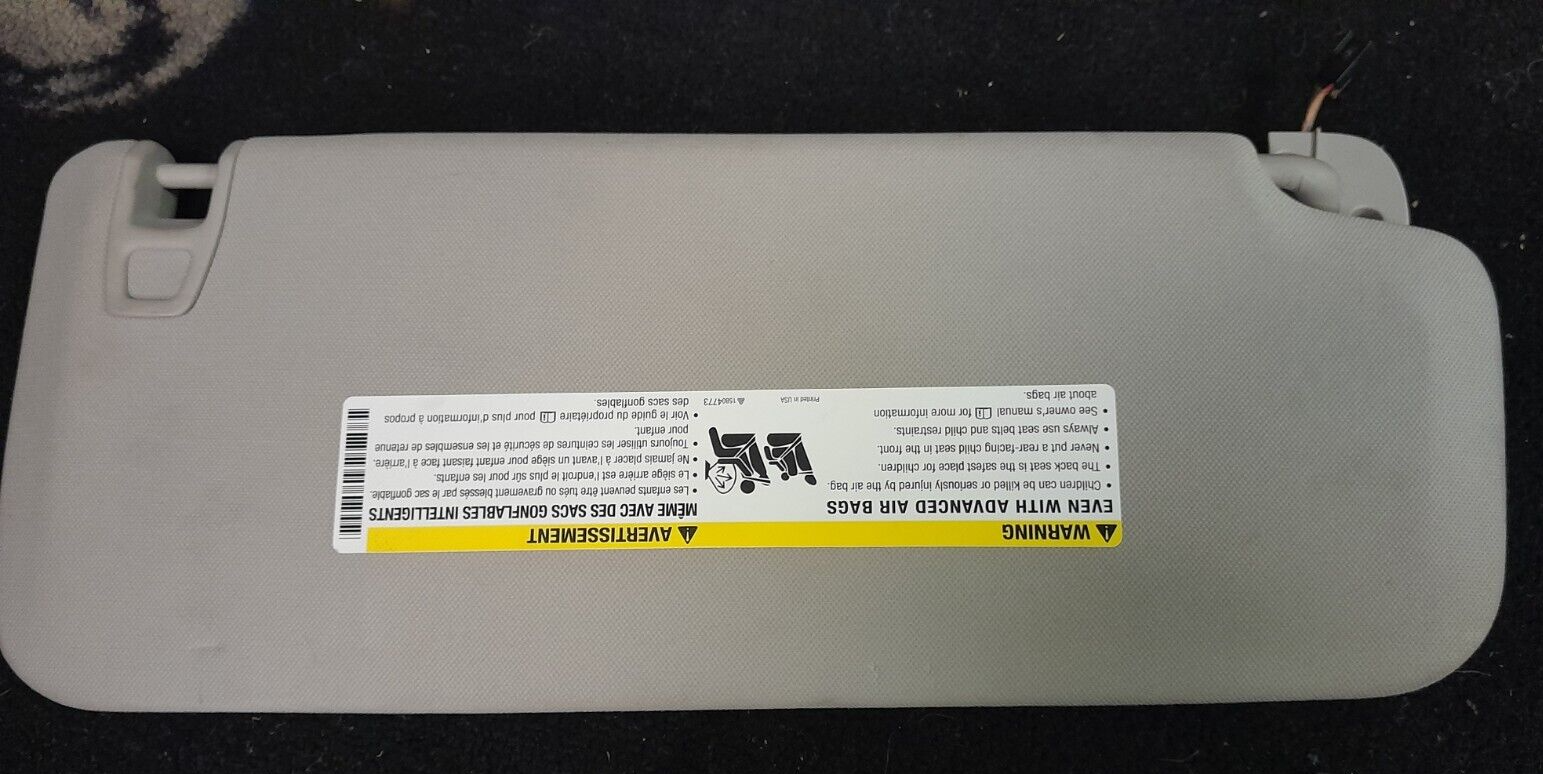 WARNING
EVEN WITH ADVANCED AIR BAGS
• Children can be killed or seriously injured by the air bag.
• The back seat is the safest place for children.
• Never put a rear-facing child seat in the front.
• Always use seat belts and child restraints.
• See owner's manual for more information
about air bags.
Printed in USA
15804773
AVERTISSEMENT
MÊME AVEC DES SACS GONFLABLES INTELLIGENTS
• Les enfants peuvent être tués ou gravement blessés par le sac gonflable.
• Le siège arrière est l'endroit le plus sûr pour les enfants.
• Ne jamais placer à l'avant un siège pour enfant faisant face à l'arrière.
• Toujours utiliser les ceintures de sécurité et les ensembles de retenue
pour enfant.
• Voir le guide du propriétaire pour plus d'information à propos
des sacs gonflables.